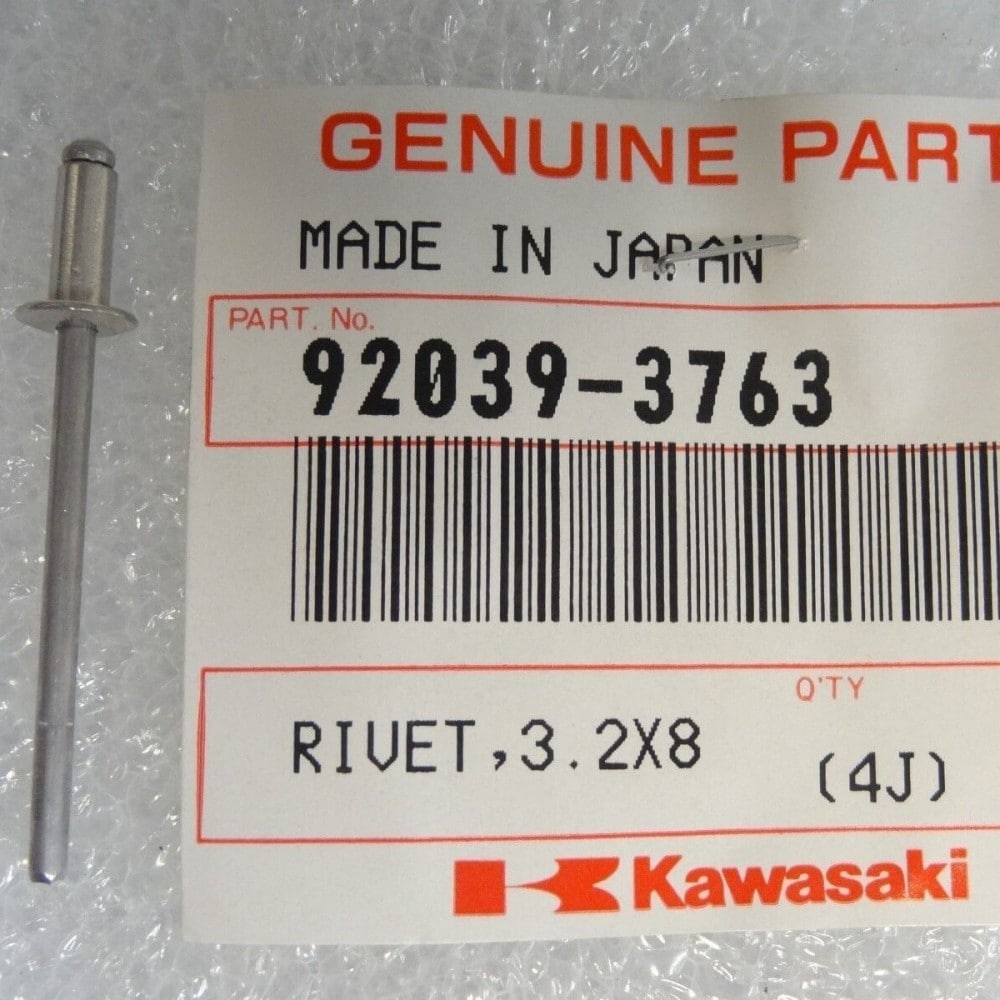 GENUINE PART
MADE IN JAPAN
PART. No.
92039-3763
Q'TY
RIVET,3.2X8
(4J)
Kawasaki